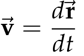 v⃗ = dr⃗/dt